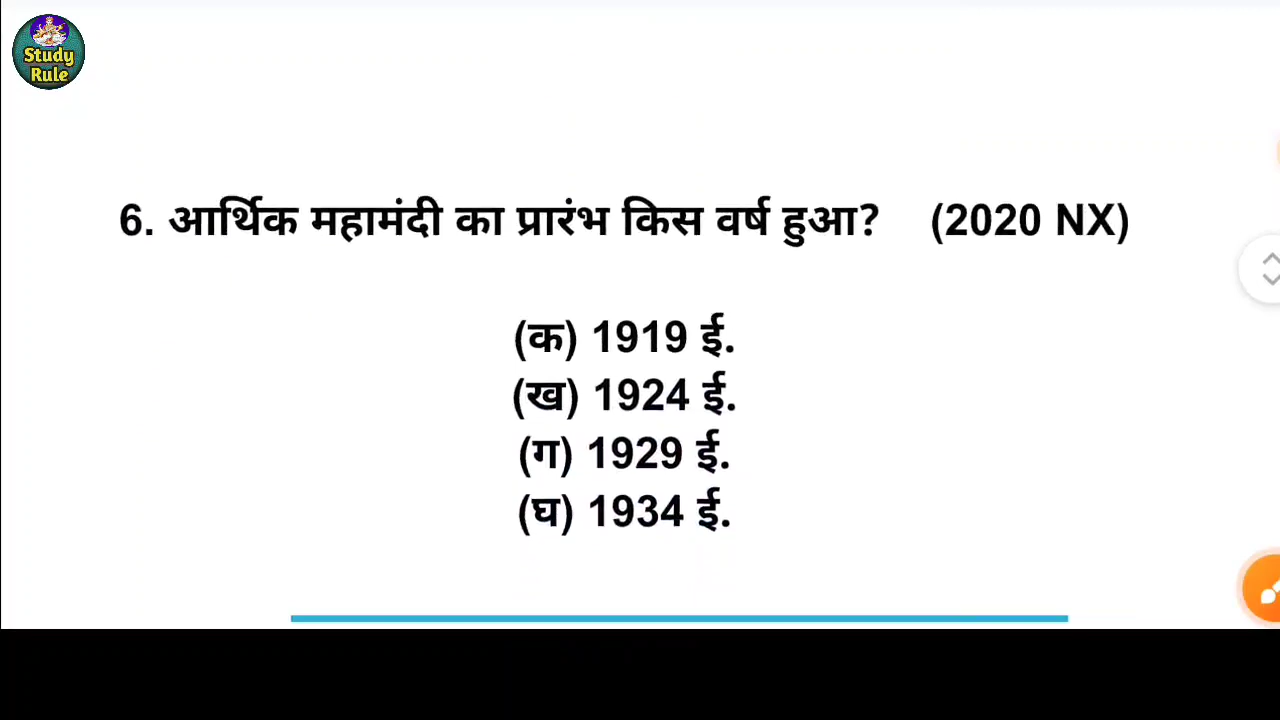 Study
Rule
6. आर्थिक महामंदी का प्रारंभ किस वर्ष हुआ? (2020 NX)
(क) 1919 ई.
(ख) 1924 ई.
(ग) 1929 ई.
(घ) 1934 ई.